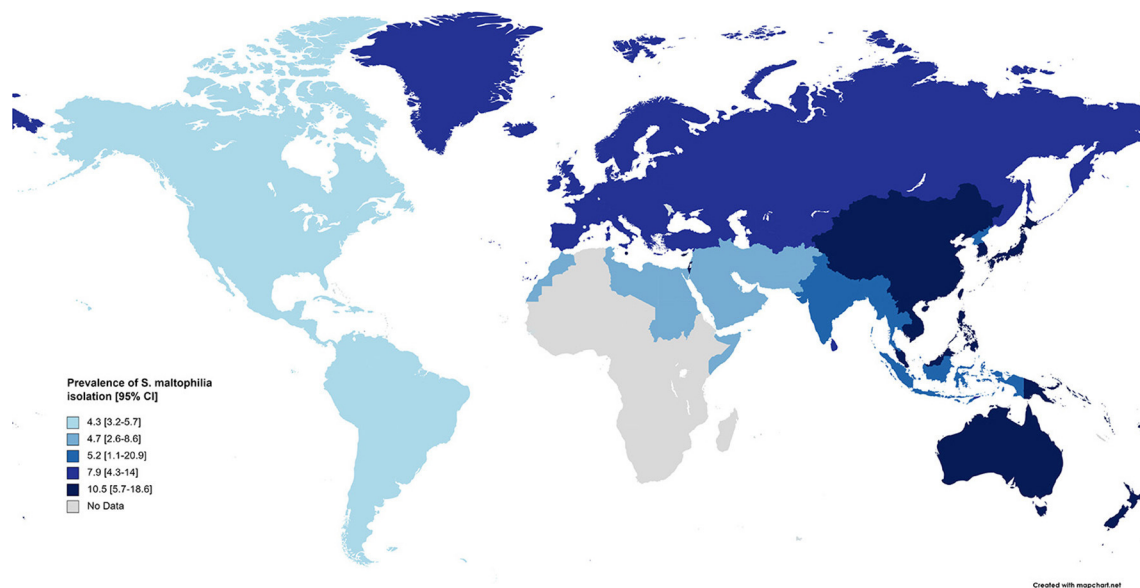 Prevalence of S. maltophilia
isolation [95% CI]
4.3 [3.2-5.7]
4.7 [2.6-8.6]
5.2 [1.1-20.9]
7.9 [4.3-14]
10.5 [5.7-18.6]
No Data
Created with mapchart.net